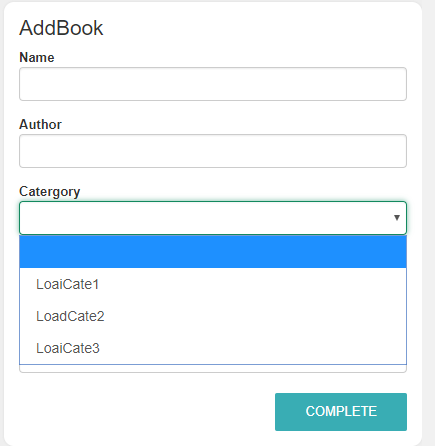 AddBook
Name
Author
Catergory
LoaiCate1
LoadCate2
LoaiCate3
COMPLETE